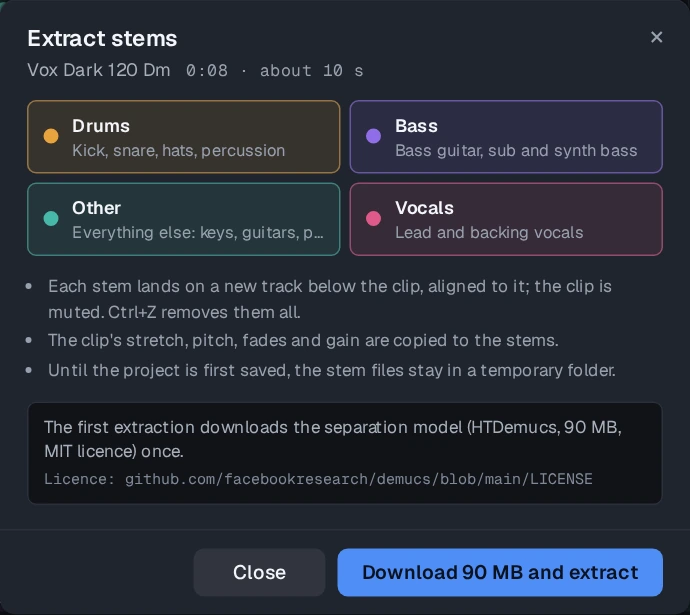 Extract stems
×
Vox Dark 120 Dm 0:08 · about 10 s
Drums
Kick, snare, hats, percussion
Bass
Bass guitar, sub and synth bass
Other
Everything else: keys, guitars, p…
Vocals
Lead and backing vocals
• Each stem lands on a new track below the clip, aligned to it; the clip is
muted. Ctrl+Z removes them all.
• The clip's stretch, pitch, fades and gain are copied to the stems.
• Until the project is first saved, the stem files stay in a temporary folder.
The first extraction downloads the separation model (HTDemucs, 90 MB,
MIT licence) once.
Licence: github.com/facebookresearch/demucs/blob/main/LICENSE
Close
Download 90 MB and extract